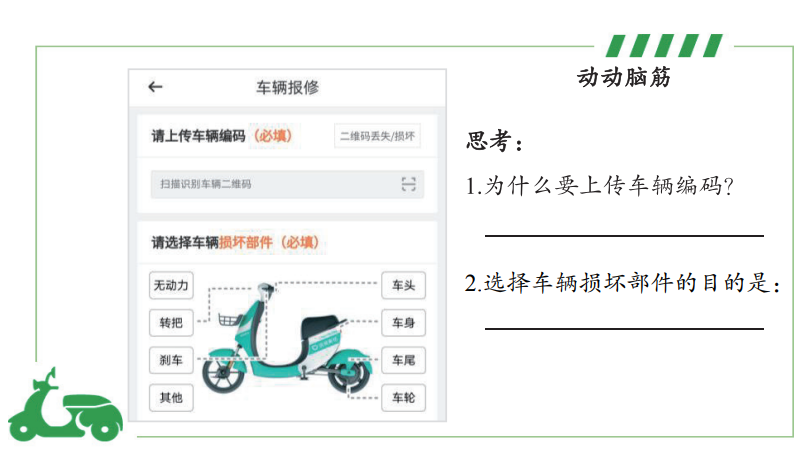 动动脑筋
车辆报修
请上传车辆编码（必填）
二维码丢失/损坏
扫描识别车辆二维码
请选择车辆损坏部件（必填）
无动力
车头
转把
车身
刹车
车尾
其他
车轮
思考：
1.为什么要上传车辆编码?
2.选择车辆损坏部件的目的是：